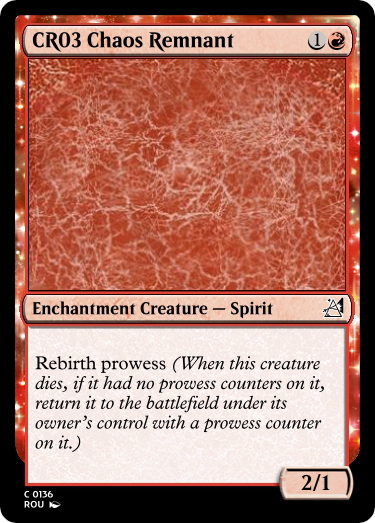 CR03 Chaos Remnant 1
Enchantment Creature — Spirit
Rebirth prowess (When this creature
dies, if it had no prowess counters on it,
return it to the battlefield under its
owner's control with a prowess counter
on it.)
2/1
C 0136
ROU